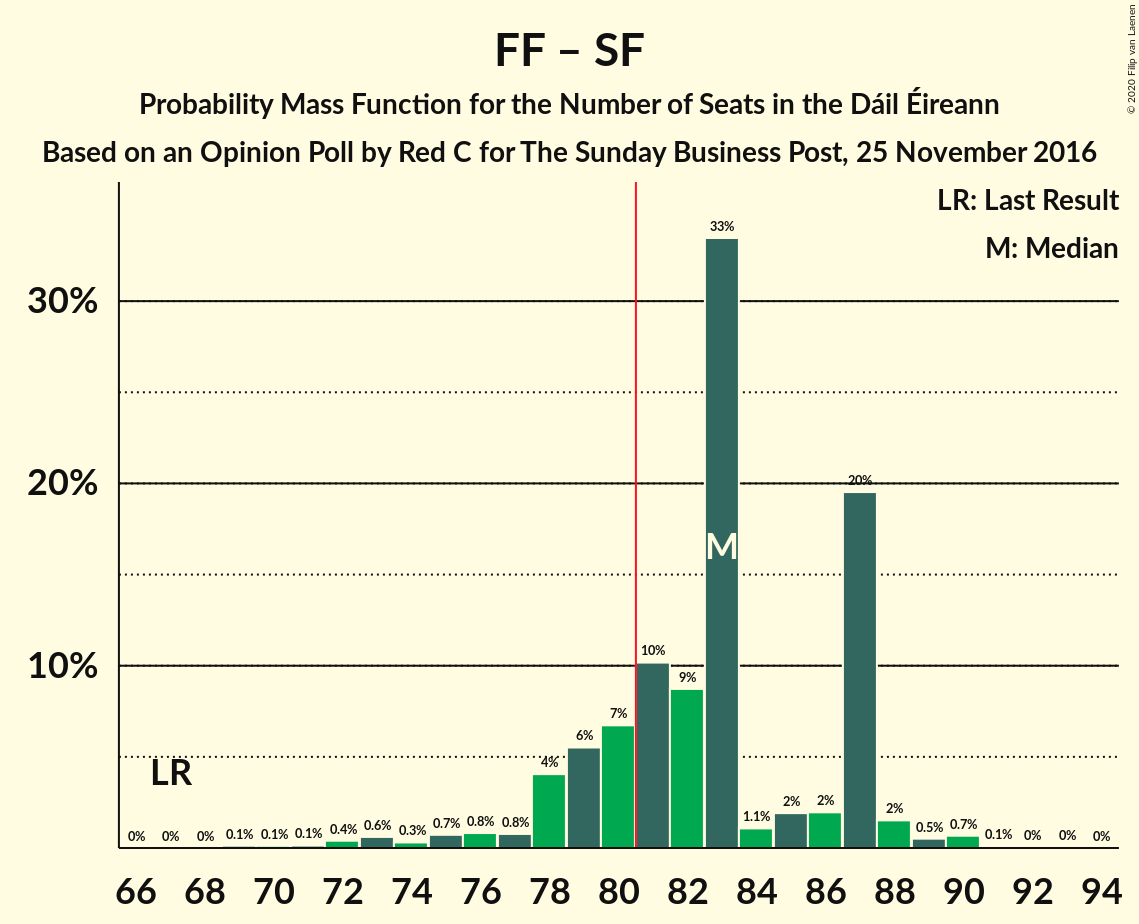 FF – SF
Probability Mass Function for the Number of Seats in the Dáil Éireann
Based on an Opinion Poll by Red C for The Sunday Business Post, 25 November 2016
© 2020 Filip van Laenen
LR: Last Result
M: Median
30%
20%
10%
LR
M
0% 0% 0% 0.1% 0.1% 0.1% 0.4% 0.6% 0.3% 0.7% 0.8% 0.8% 4% 6% 7% 10% 9% 33% 1.1% 2% 2% 20% 2% 0.5% 0.7% 0.1% 0% 0% 0%
66 68 70 72 74 76 78 80 82 84 86 88 90 92 94